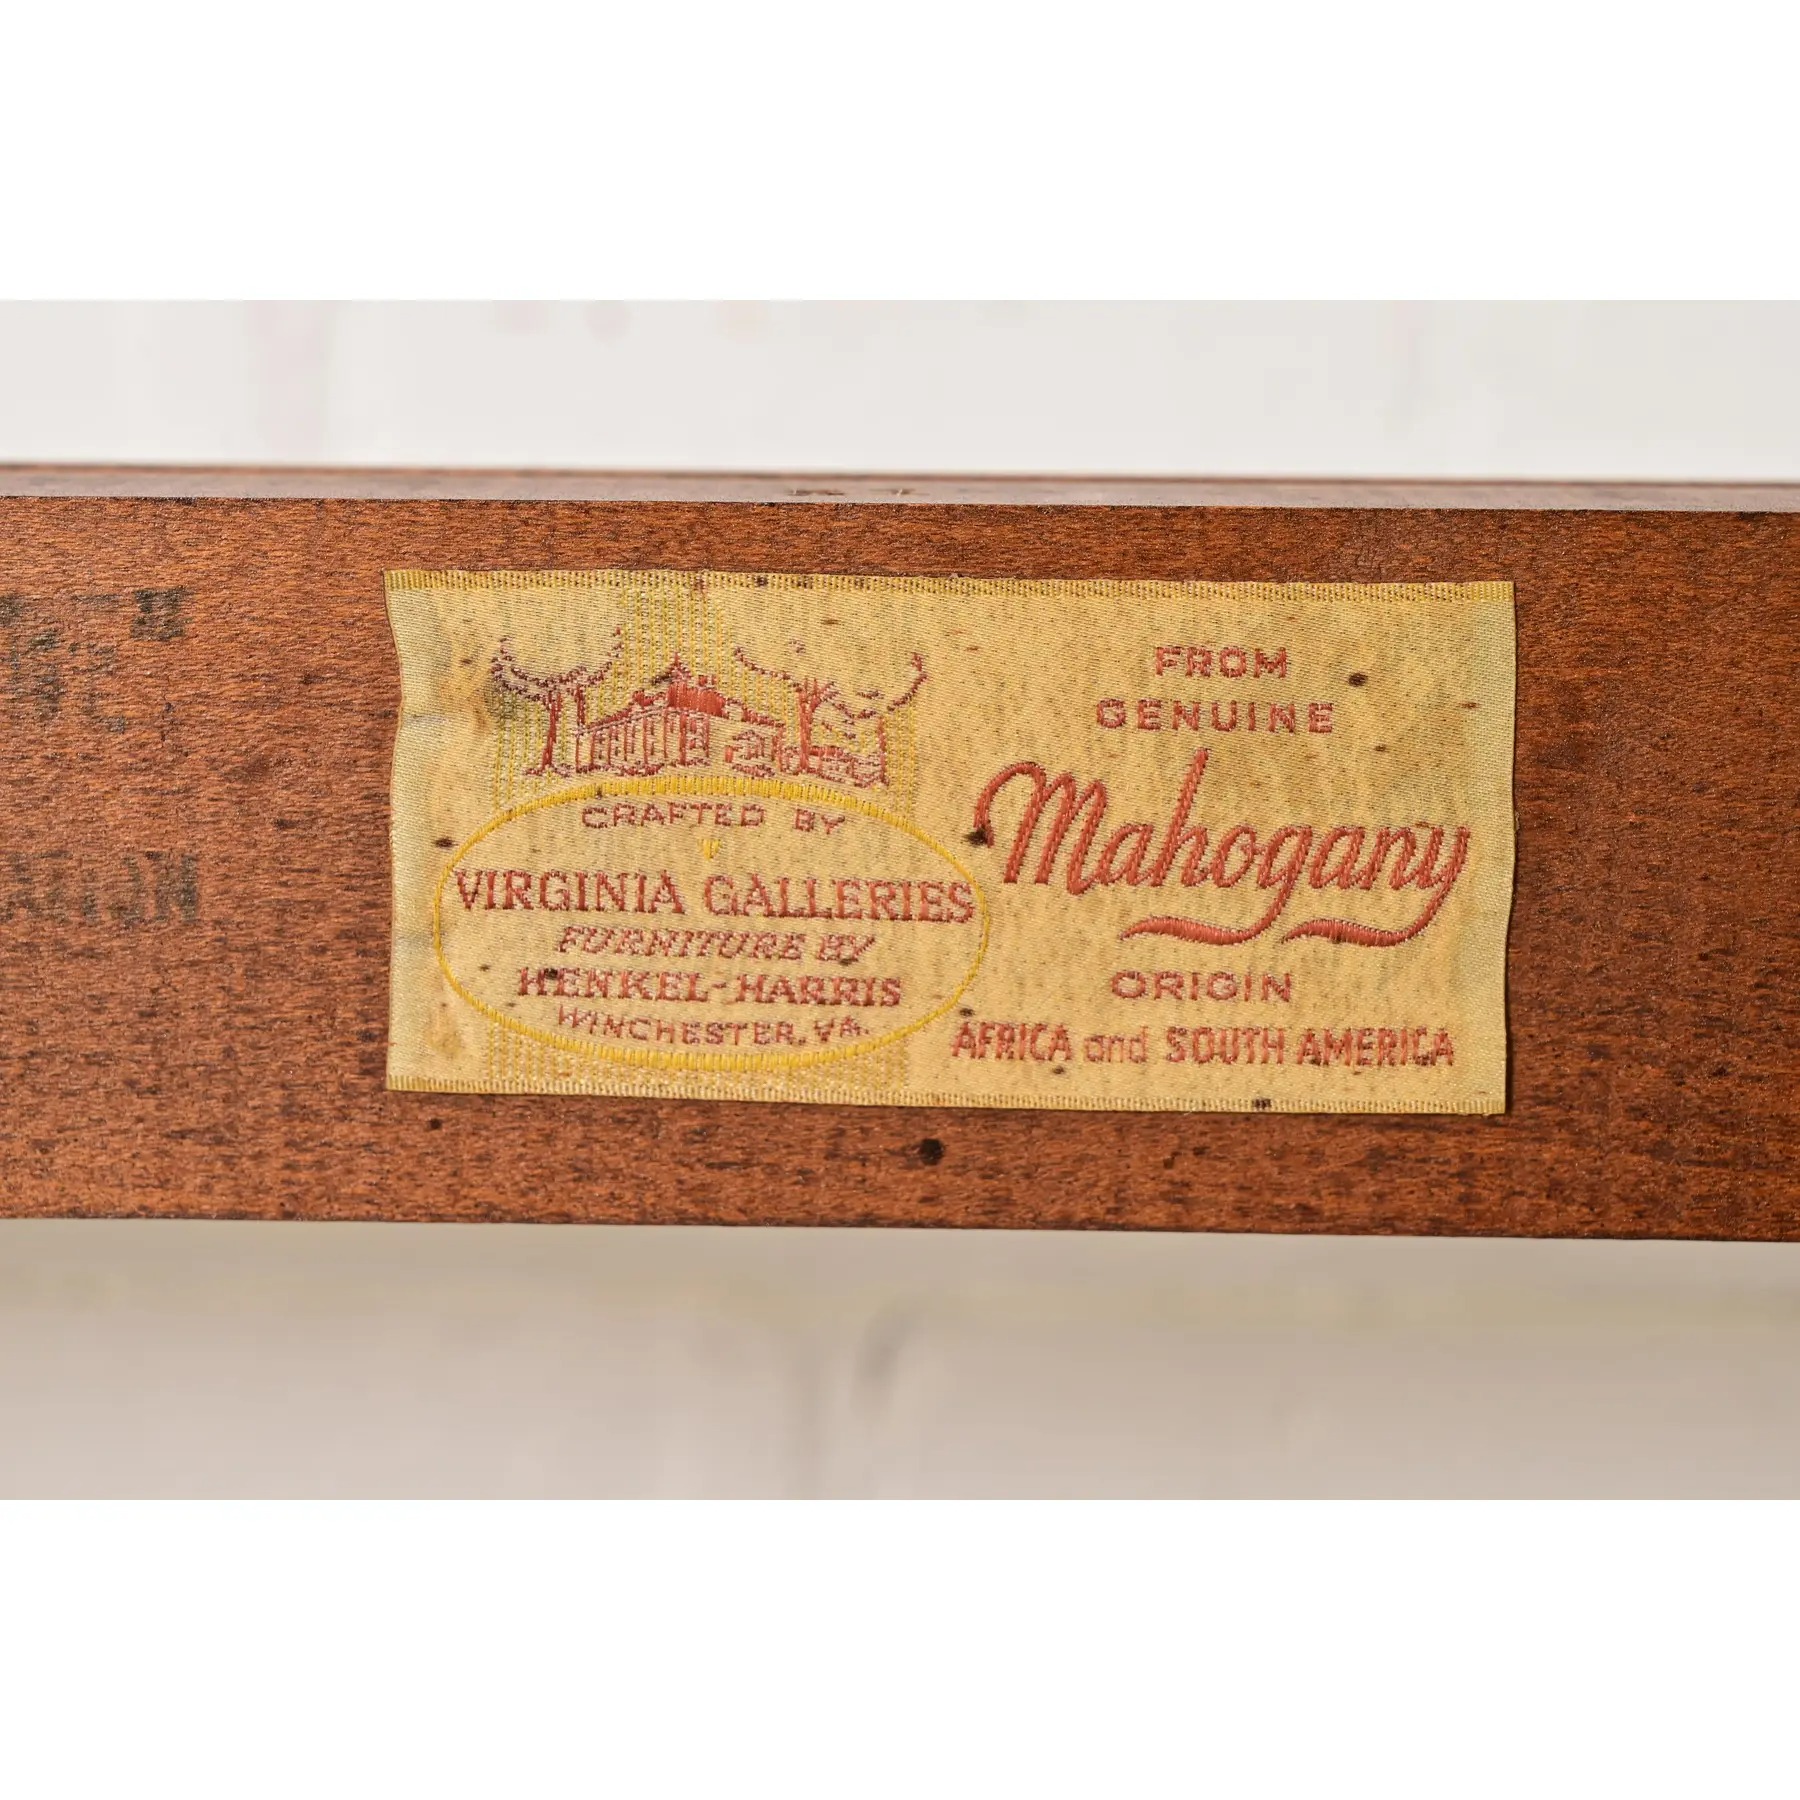 CRAFTED BY
VIRGINIA GALLERIES
FURNITURE BY
HENKEL-HARRIS
WINCHESTER, VA.
FROM
GENUINE
Mahogany
ORIGIN
AFRICA and SOUTH AMERICA